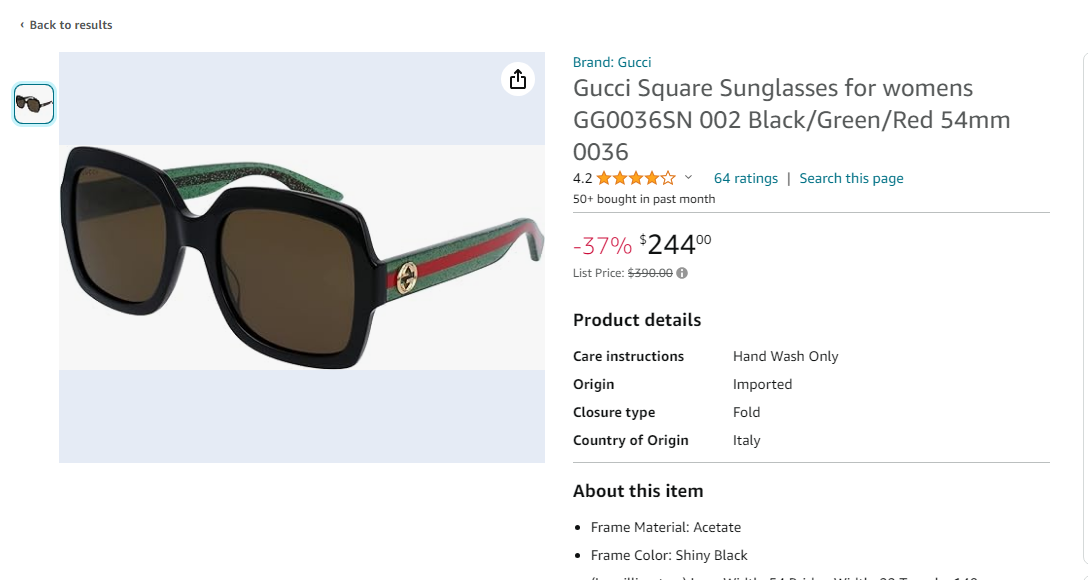 ‹ Back to results
Brand: Gucci
Gucci Square Sunglasses for womens
GG0036SN 002 Black/Green/Red 54mm
0036
4.2 64 ratings | Search this page
50+ bought in past month
-37% $24400
List Price: $390.00
Product details
Care instructions Hand Wash Only
Origin Imported
Closure type Fold
Country of Origin Italy
About this item
Frame Material: Acetate
Frame Color: Shiny Black